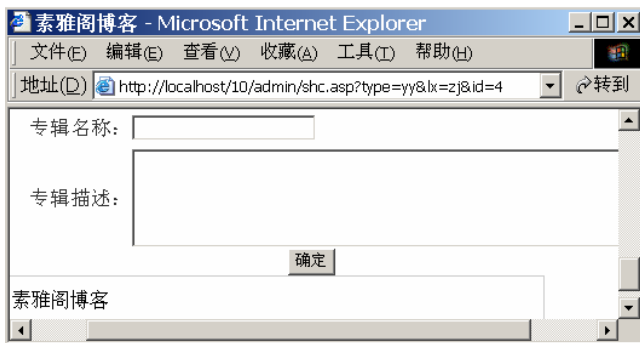 素雅阁博客 - Microsoft Internet Explorer
文件(F) 编辑(E) 查看(V) 收藏(A) 工具(T) 帮助(H)
地址(D) http://localhost/10/admin/shc.asp?type=yy&lx=zj&id=4 转到
专辑名称：
专辑描述：
确定
素雅阁博客